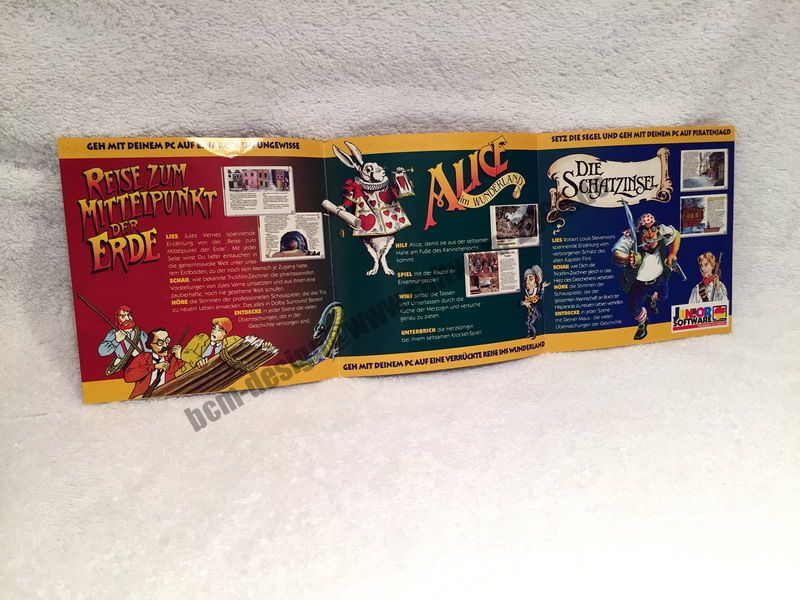 GEH MIT DEINEM PC AUF EINE REISE INS UNGEWISSE
REISE ZUM
MITTELPUNKT
DER
ERDE
LIES Jules Vernes spannende
Erzählung von der „Reise zum
Mittelpunkt der Erde". Mit jeder
Seite wirst Du tiefer eintauchen in
die geheimnisvolle Welt unter unse-
rem Erdboden, zu der noch kein Mensch je Zugang hatte.
SCHAU, wie bekannte Trickfilm-Zeichner die phantasievollen
Vorstellungen von Jules Verne umsetzten und aus ihnen eine
zauberhafte, noch nie gesehene Welt schufen.
HÖRE die Stimmen der professionellen Schauspieler, die das Trio
zu neuem Leben erwecken. Das alles in Dolby Surround Stereo!
ENTDECKE in jeder Szene die vielen
Überraschungen, die in der
Geschichte verborgen sind.
ALICE
im WUNDERLAND
HILF Alice, damit sie aus der seltsamen
Halle am Fuße des Kaninchenlochs
kommt.
SPIEL mit der Raupe ihr
Erkennungsspiel.
WERF selbst die Tassen
und Untertassen durch die
Küche der Herzogin und versuche
genau zu zielen.
UNTERBRICH die Herzkönigin
bei ihrem seltsamen Krocket-Spiel!
GEH MIT DEINEM PC AUF EINE VERRÜCKTE REISE INS WUNDERLAND
SETZ DIE SEGEL UND GEH MIT DEINEM PC AUF PIRATENJAGD
DIE
SCHATZINSEL
LIES Robert Louis Stevensons
spannende Erzählung vom
verborgenen Schatz des
alten Kapitän Flint.
SCHAU, wie Dich die
Trickfilm-Zeichner gleich in das
Herz des Geschehens versetzen.
HÖRE die Stimmen der
Schauspieler, die der
gesamten Mannschaft an Bord der
Hispaniola zu neuem Leben verhelfen.
ENTDECKE in jeder Szene
mit Deiner Maus die vielen
Überraschungen der Geschichte.
JUNIOR
SOFTWARE
bcm-design
www.